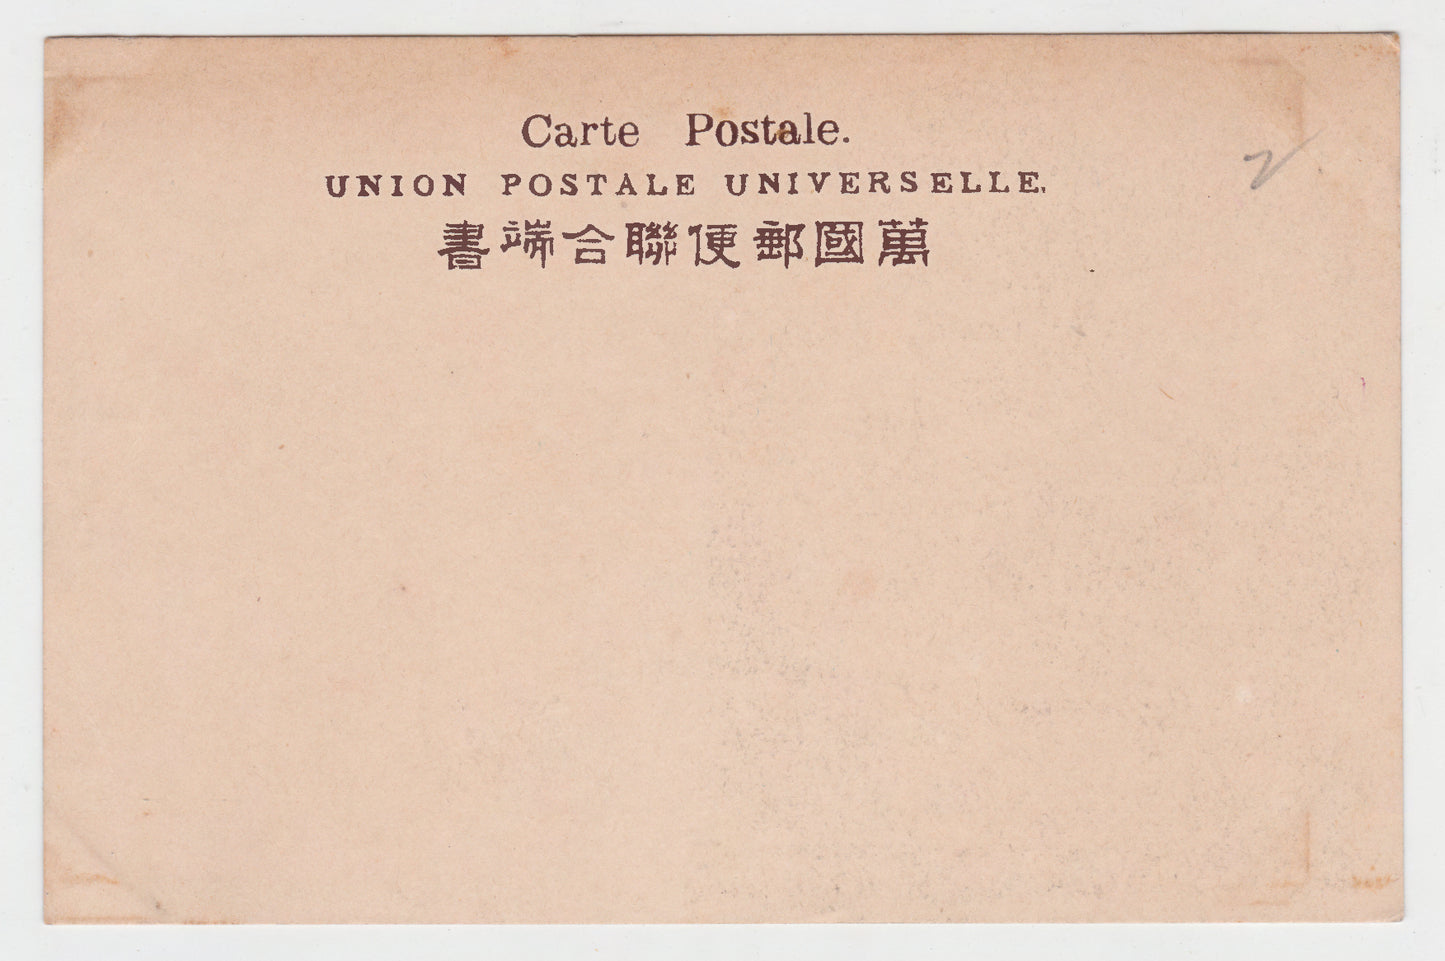 Carte Postale.
UNION POSTALE UNIVERSELLE.
萬國郵便聯合端書